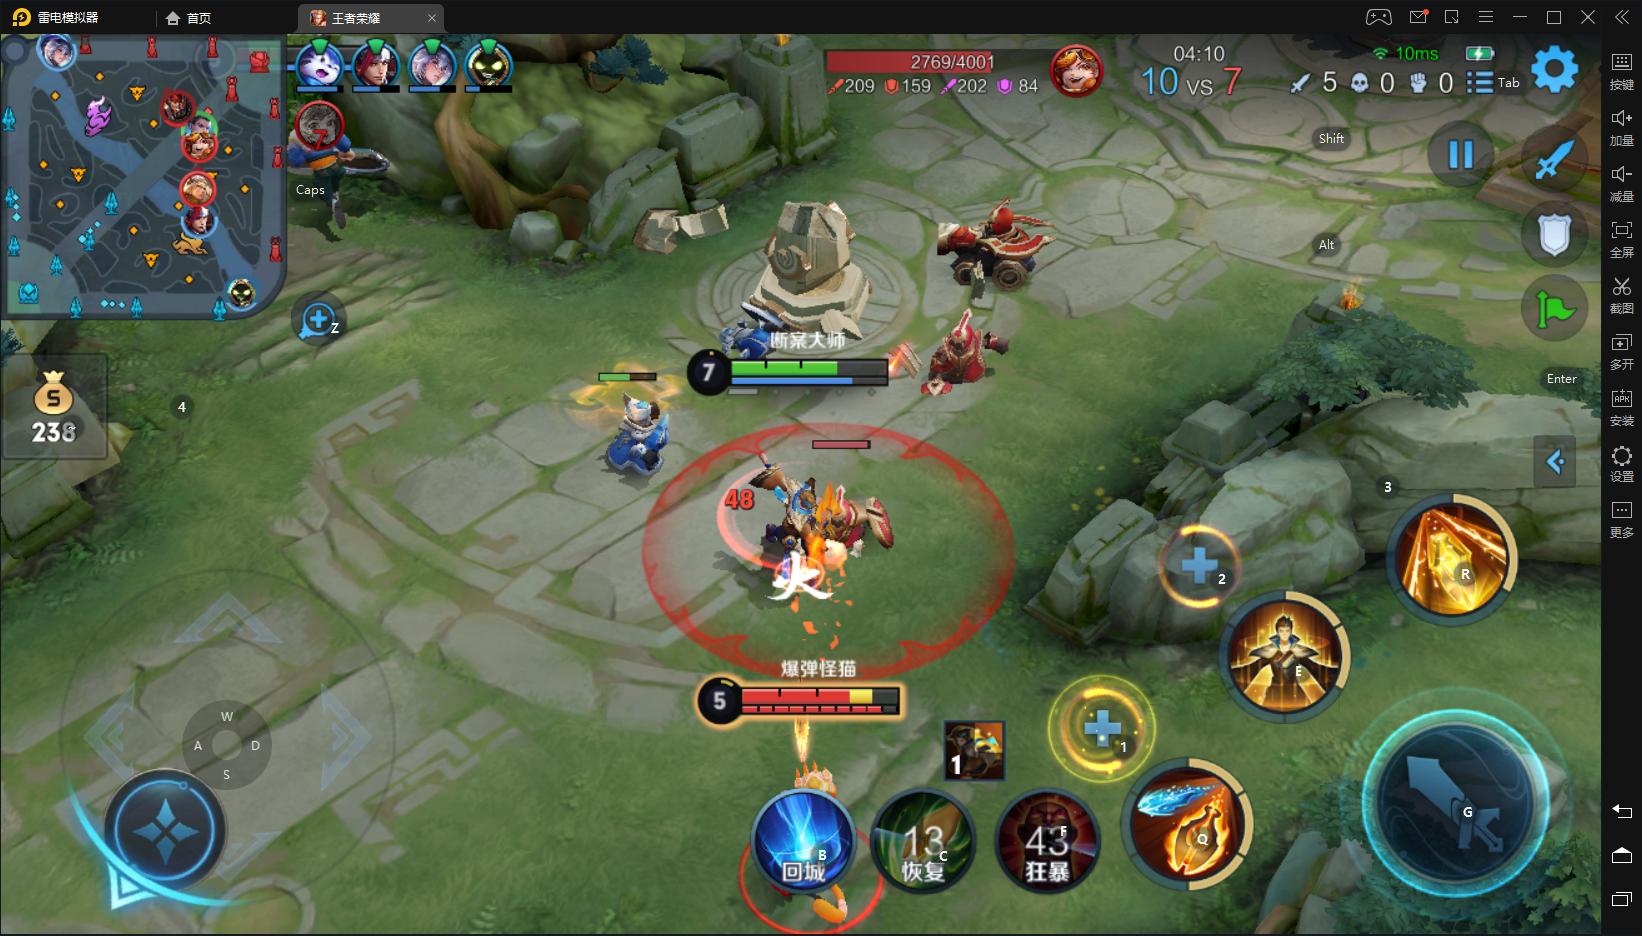 雷电模拟器
首页
王者荣耀
2769/4001
209 159 202 84
04:10
10 VS 7
10ms
5 0 0
Tab
Shift
7
Caps
Alt
Z
S
238
4
断案大师
7
Enter
48
火
爆弹怪猫
5
3
R
2
E
1
1
W
A D
S
G
Q
B
回城
13
C
恢复
43
F
狂暴
按键
加量
减量
全屏
截图
多开
APK
安装
设置
更多